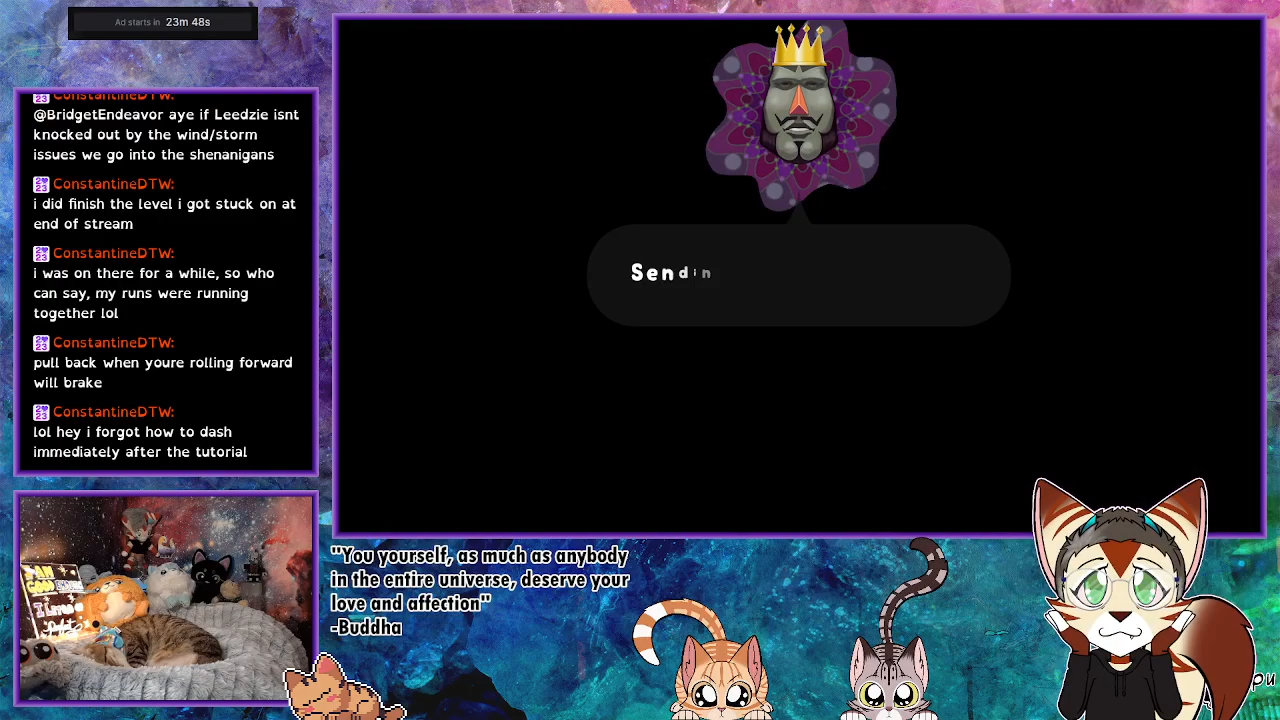 Ad starts in 23m 48s
ConstantineDTW:
@BridgetEndeavor aye if Leedzie isnt
knocked out by the wind/storm
issues we go into the shenanigans
ConstantineDTW:
i did finish the level i got stuck on at
end of stream
ConstantineDTW:
i was on there for a while, so who
can say, my runs were running
together lol
ConstantineDTW:
pull back when youre rolling forward
will brake
ConstantineDTW:
lol hey i forgot how to dash
immediately after the tutorial
Sendin
"You yourself, as much as anybody
in the entire universe, deserve your
love and affection"
-Buddha
pu